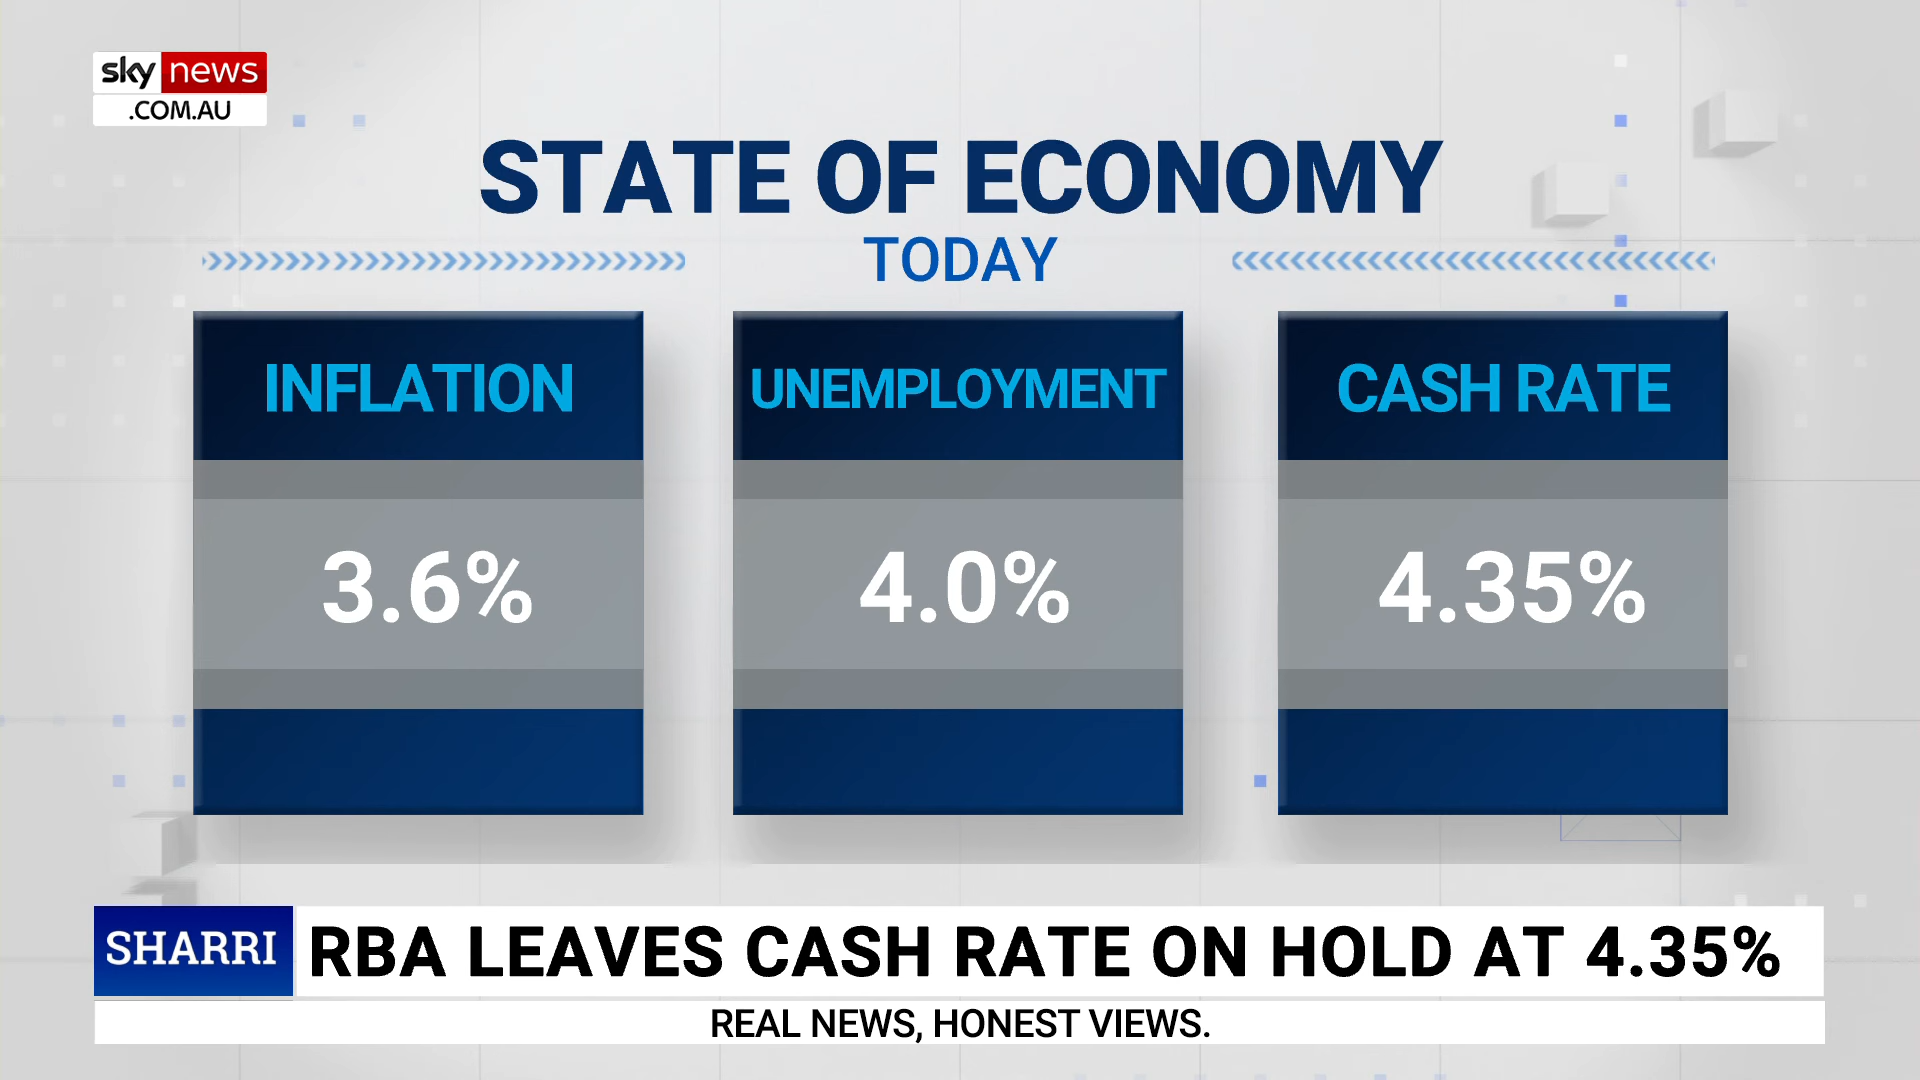 sky news
.COM.AU
STATE OF ECONOMY
TODAY
INFLATION
3.6%
UNEMPLOYMENT
4.0%
CASH RATE
4.35%
SHARRI
RBA LEAVES CASH RATE ON HOLD AT 4.35%
REAL NEWS, HONEST VIEWS.